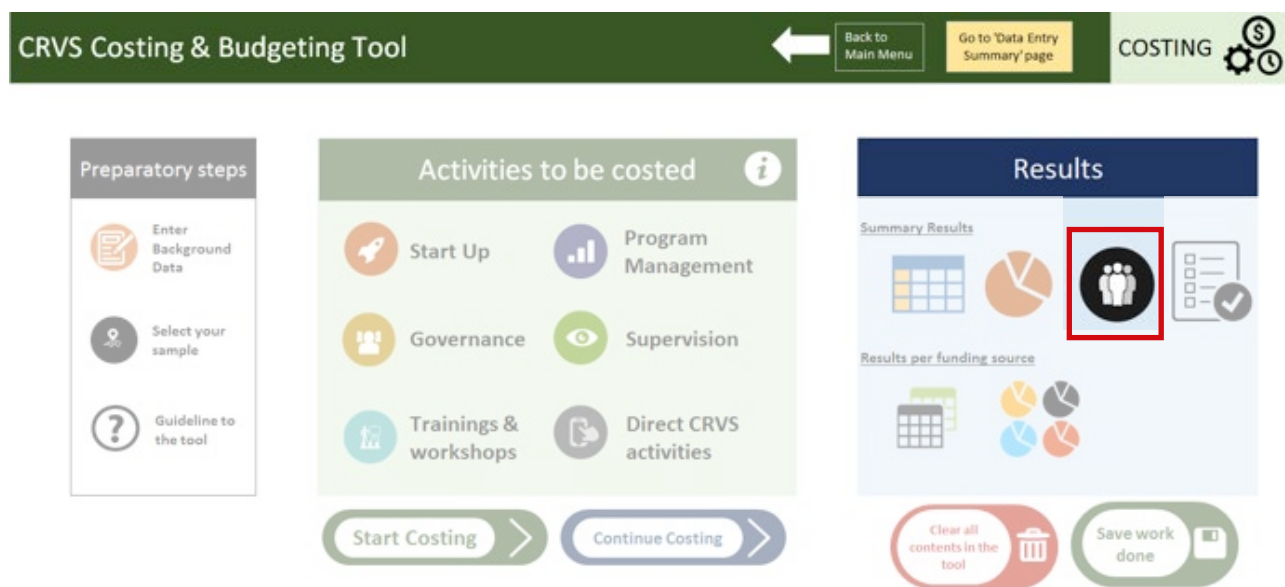 CRVS Costing & Budgeting Tool
Back to
Main Menu
Go to 'Data Entry
Summary' page
COSTING
Preparatory steps
Enter
Background
Data
Select your
sample
Guideline to
the tool
Activities to be costed
Start Up
Program
Management
Governance
Supervision
Trainings &
workshops
Direct CRVS
activities
Start Costing
Continue Costing
Results
Summary Results
Results per funding source
Clear all
contents in the
tool
Save work
done